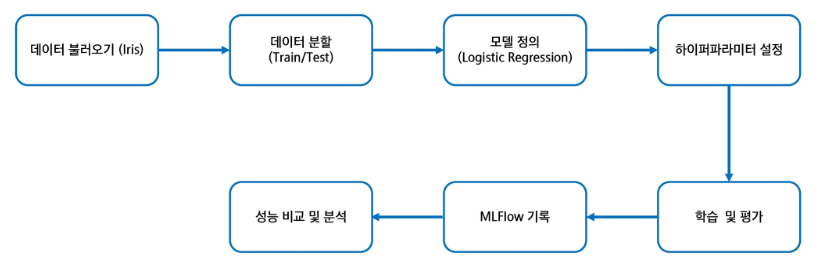 데이터 불러오기 (Iris)
데이터 분할
(Train/Test)
모델 정의
(Logistic Regression)
하이퍼파라미터 설정
학습 및 평가
MLFlow 기록
성능 비교 및 분석